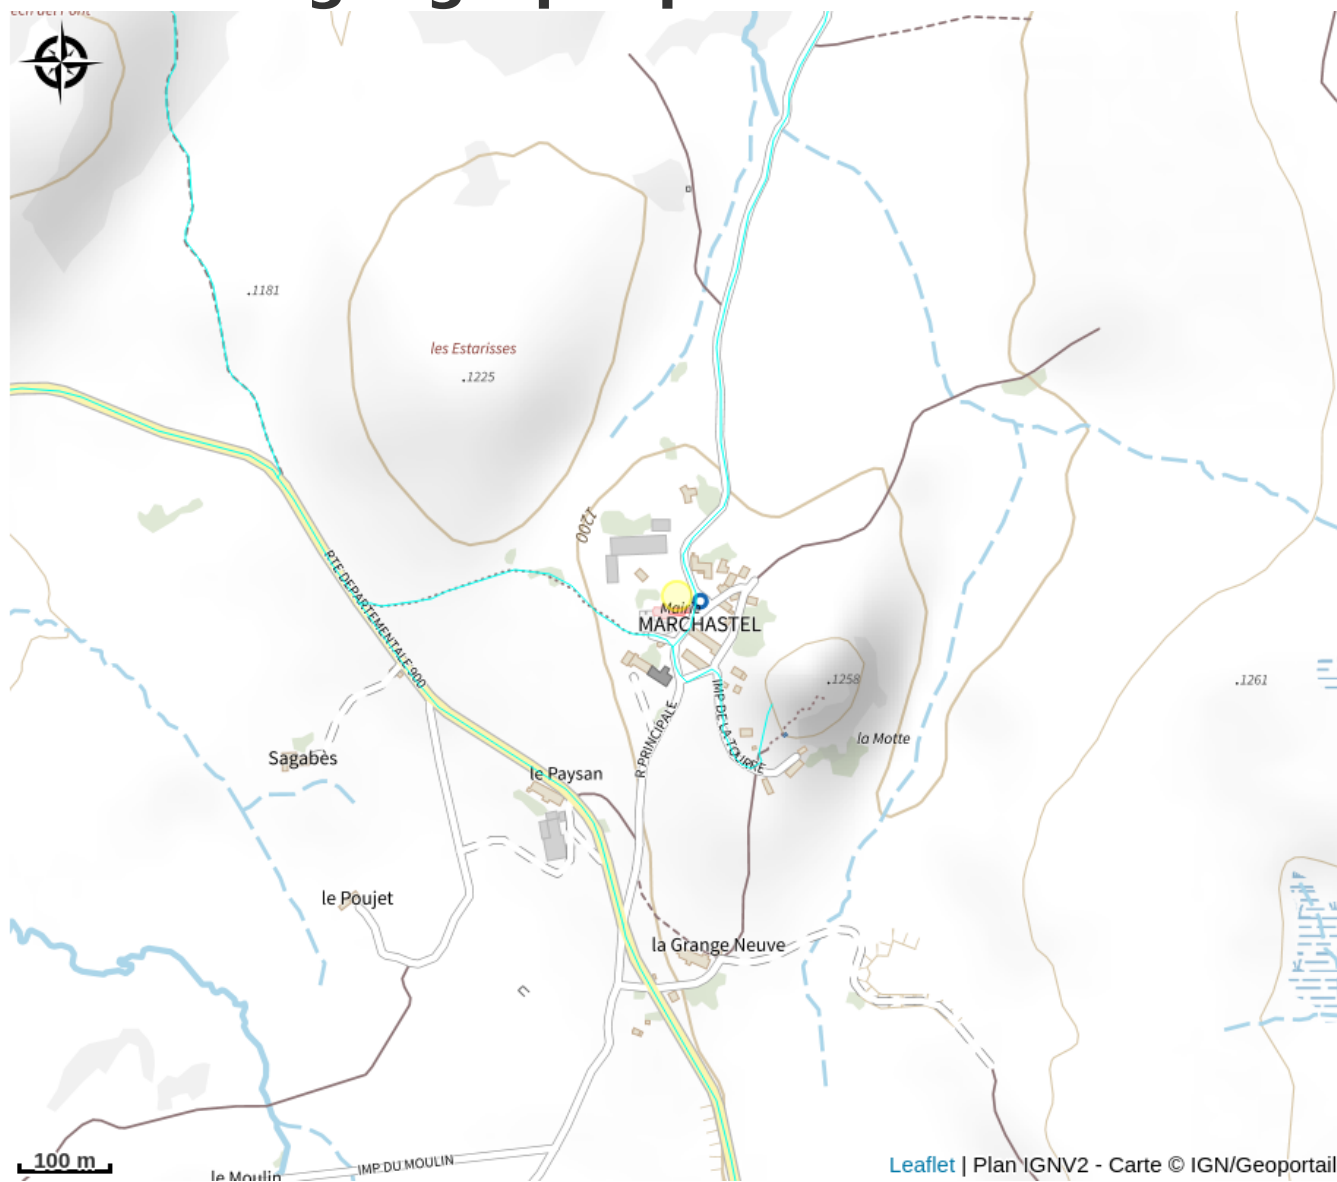 .1181
les Estarisses
.1225
1200
RTE DEPARTEMENTALE 900
Mairie
MARCHASTEL
.1258
.1261
IMP DE LA TOURRE
la Motte
R PRINCIPALE
Sagabès
le Paysan
le Poujet
la Grange Neuve
100 m
IMP DU MOULIN
le Moulin
Leaflet | Plan IGNV2 - Carte © IGN/Geoportail